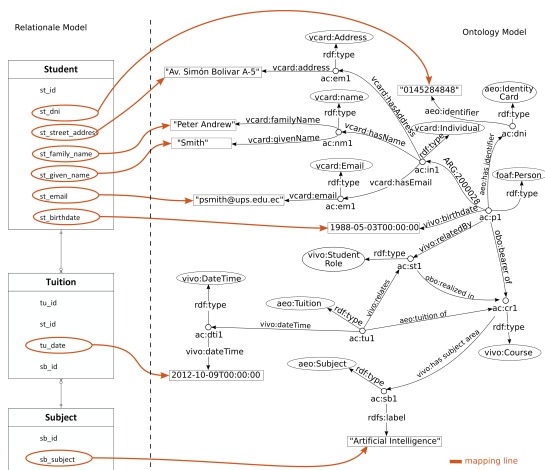 Relationale Model
Ontology Model
Student
st_id
st_dni
st_street_address
st_family_name
st_given_name
st_email
st_birthdate
Tuition
tu_id
st_id
tu_date
sb_id
Subject
sb_id
sb_subject
vcard:Address
rdf:type
"Av. Simón Bolivar A-5"
vcard:address
ac:em1
vcard:hasAddress
"0145284848"
aeo:identifier
aeo:Identity
Card
rdf:type
ac:dni
vcard:name
rdf:type
"Peter Andrew"
vcard:familyName
"Smith"
vcard:givenName
ac:nm1
vcard:hasName
vcard:Individual
rdf:type
ac:in1
aeo:has identifier
ARG:2000028
foaf:Person
rdf:type
vcard:Email
rdf:type
vcard:hasEmail
"psmith@ups.edu.ec"
vcard:email
ac:em1
ac:p1
1988-05-03T00:00:00
vivo:birthdate
vivo:relatedBy
obo:bearer of
vivo:Student
Role
rdf:type
ac:st1
obo:realized in
vivo:DateTime
rdf:type
aeo:Tuition
rdf:type
vivo:relates
ac:cr1
ac:dti1
vivo:dateTime
ac:tu1
aeo:tuition of
rdf:type
vivo:Course
vivo:dateTime
2012-10-09T00:00:00
aeo:Subject
rdf:type
vivo:has subject area
ac:sb1
rdfs:label
"Artificial Intelligence"
mapping line